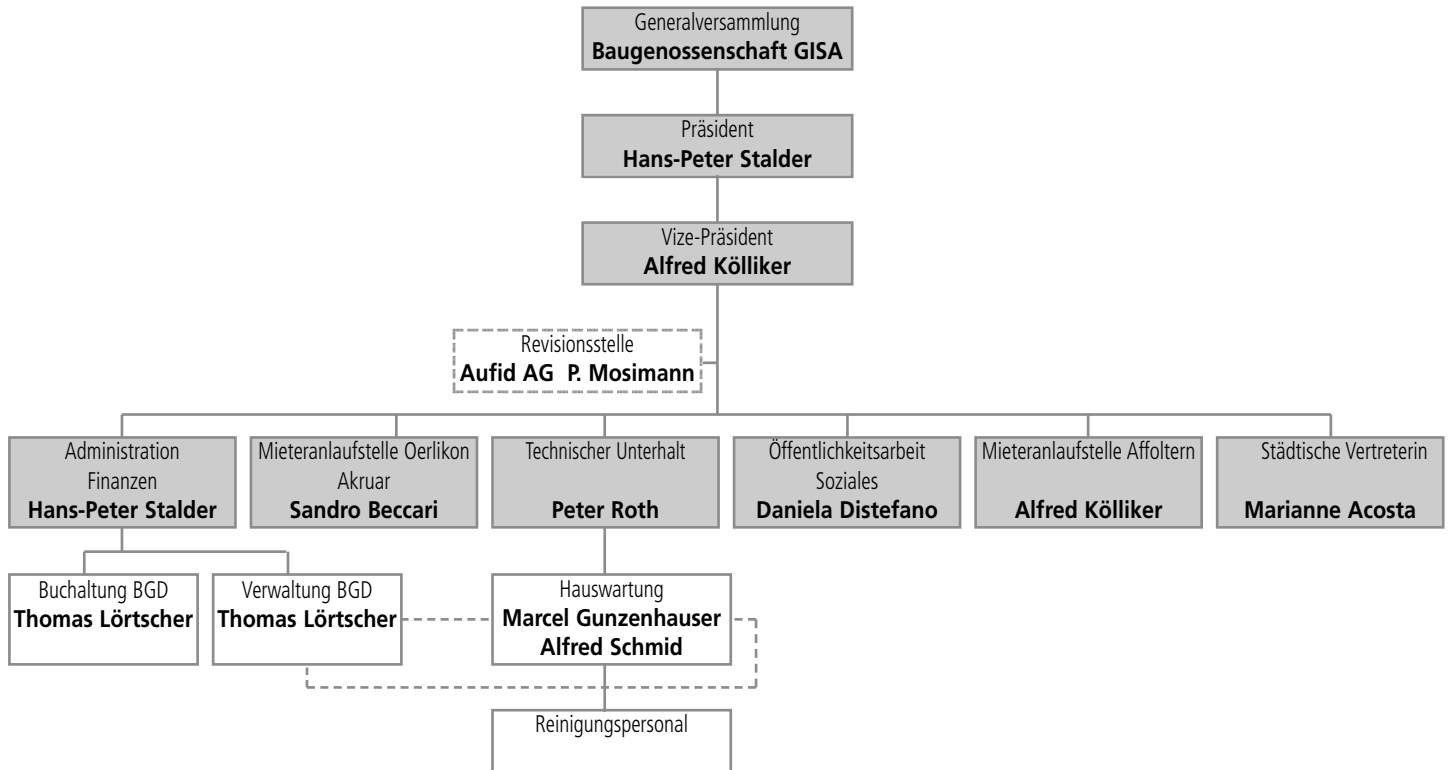 Generalversammlung
Baugenossenschaft GISA
Präsident
Hans-Peter Stalder
Vize-Präsident
Alfred Kölliker
Revisionsstelle
Aufid AG P. Mosimann
Administration
Finanzen
Hans-Peter Stalder
Mieteranlaufstelle Oerlikon
Akruar
Sandro Beccari
Technischer Unterhalt
Peter Roth
Öffentlichkeitsarbeit
Soziales
Daniela Distefano
Mieteranlaufstelle Affoltern
Alfred Kölliker
Städtische Vertreterin
Marianne Acosta
Buchaltung BGD
Thomas Lörtscher
Verwaltung BGD
Thomas Lörtscher
Hauswartung
Marcel Gunzenhauser
Alfred Schmid
Reinigungspersonal